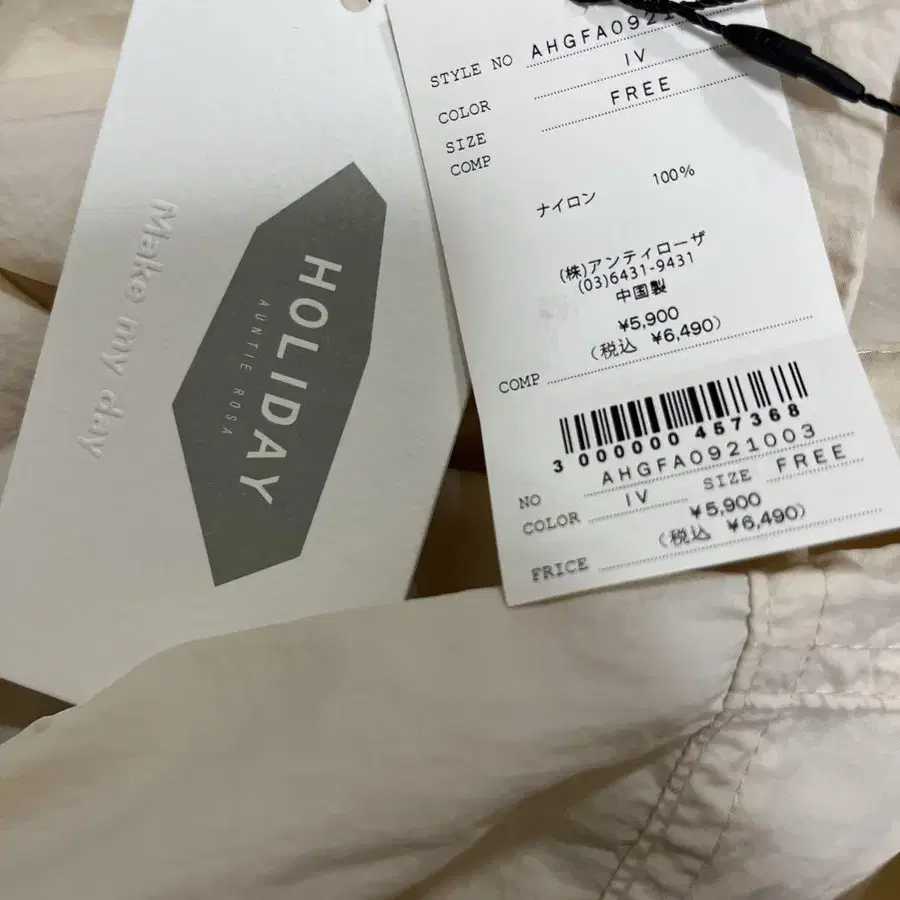 Make my day
HOLIDAY
AUNTIE ROSA
STYLE NO AHGFA0921003
COLOR IV
SIZE FREE
COMP
ナイロン 100%
(株)アンティローザ
(03)6431-9431
中国製
¥5,900
(税込 ¥6,490)
COMP
3 000000 457368
NO AHGFA0921003
COLOR IV SIZE FREE
¥5,900
PRICE (税込 ¥6,490)